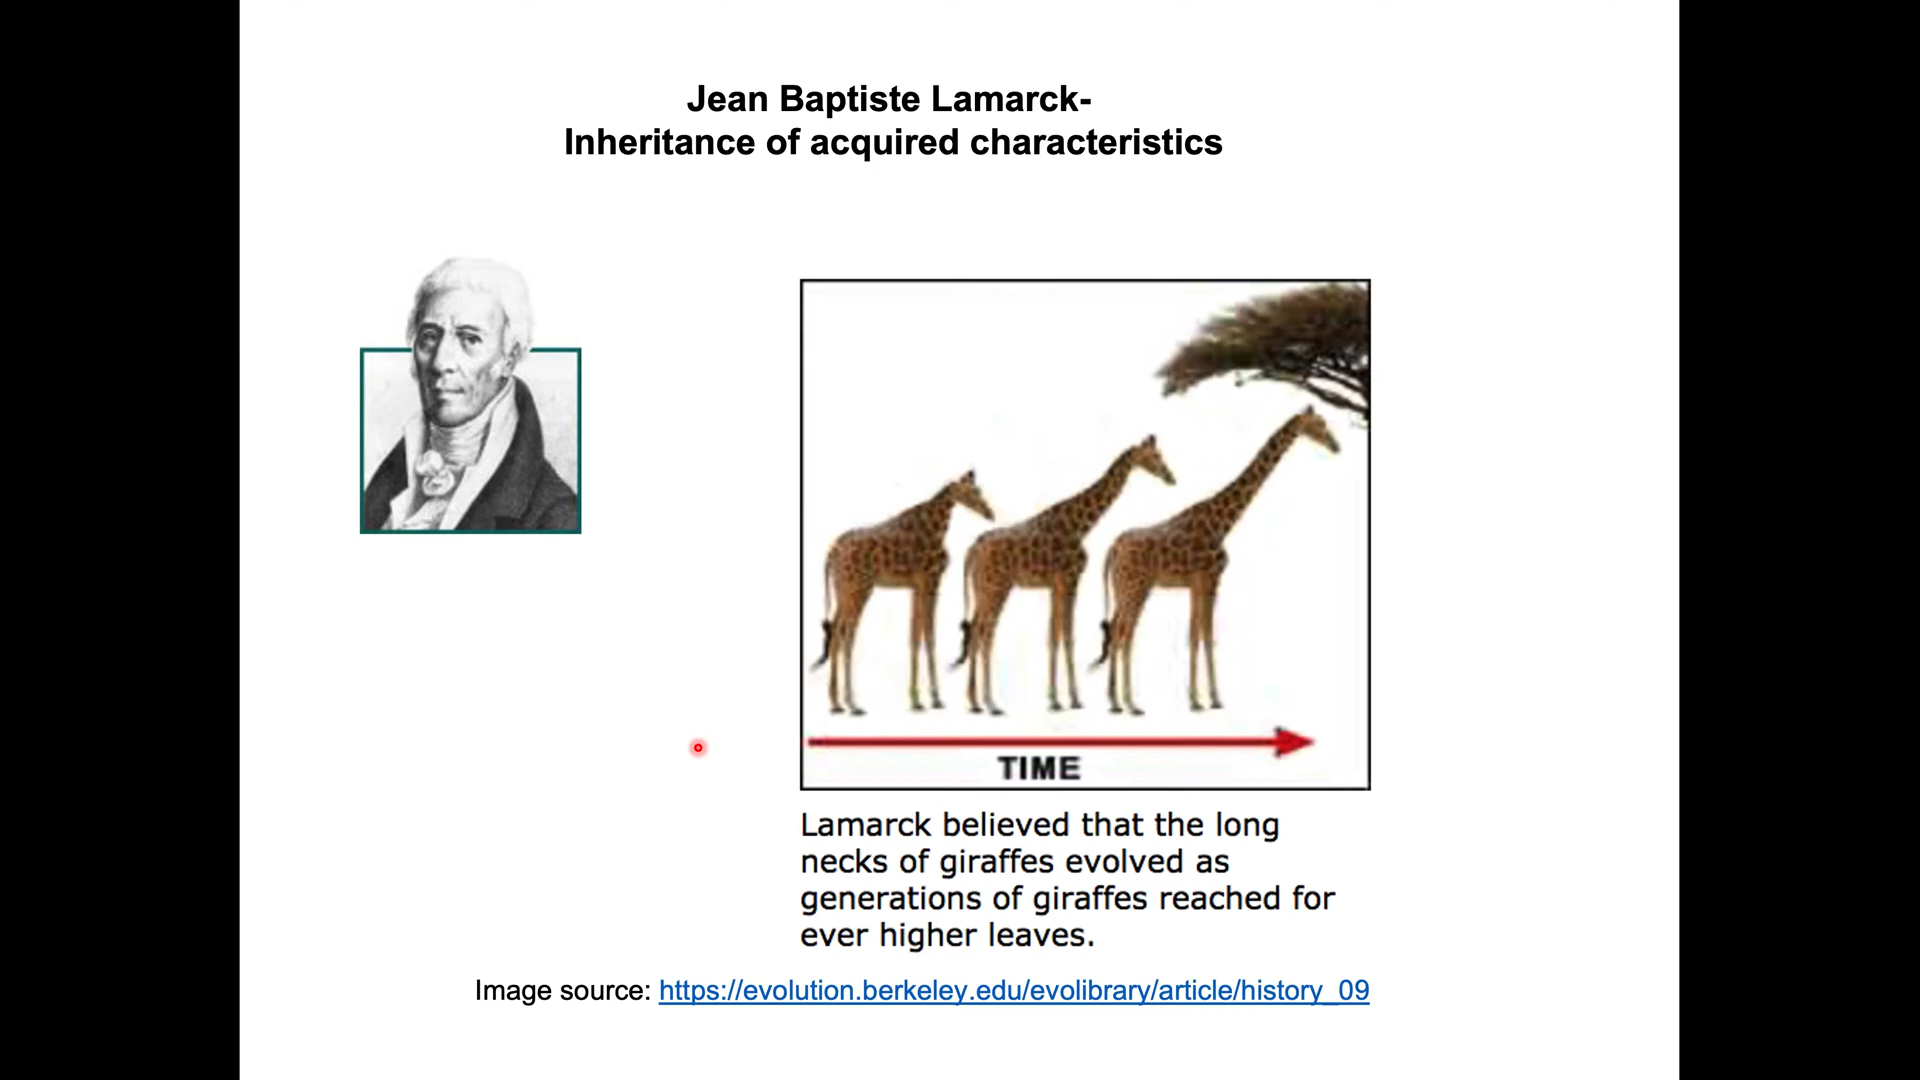 Jean Baptiste Lamarck-
Inheritance of acquired characteristics
TIME
Lamarck believed that the long
necks of giraffes evolved as
generations of giraffes reached for
ever higher leaves.
Image source: https://evolution.berkeley.edu/evolibrary/article/history_09